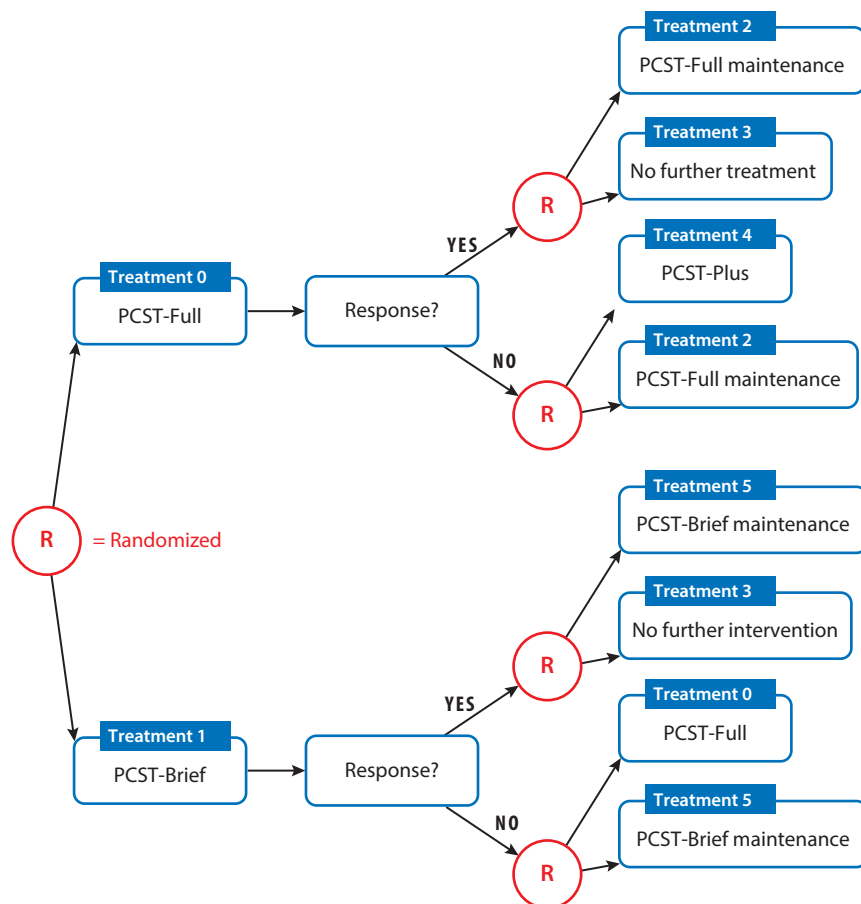 Treatment 2
PCST-Full maintenance
Treatment 3
No further treatment
R
YES
Treatment 4
PCST-Plus
Treatment 0
PCST-Full
Response?
NO
Treatment 2
PCST-Full maintenance
R
Treatment 5
PCST-Brief maintenance
R = Randomized
Treatment 3
No further intervention
R
YES
Treatment 0
PCST-Full
Treatment 1
PCST-Brief
Response?
NO
Treatment 5
PCST-Brief maintenance
R